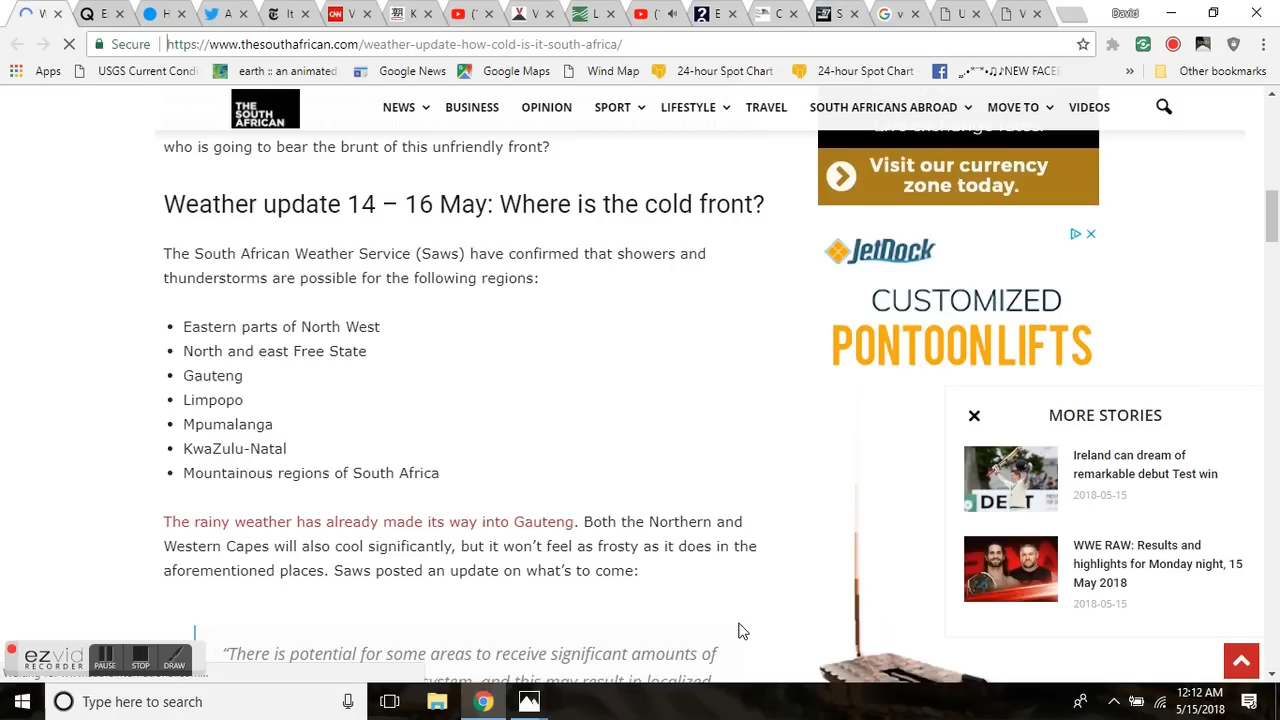 David
Secure
https://www.thesouthafrican.com/weather-update-how-cold-is-it-south-africa/
Apps
USGS Current Cond
earth :: an animated
Google News
Google Maps
Wind Map
24-hour Spot Chart
24-hour Spot Chart
NEW FACE
»
Other bookmarks
THE
SOUTH
AFRICAN
NEWS
BUSINESS
OPINION
SPORT
LIFESTYLE
TRAVEL
SOUTH AFRICANS ABROAD
MOVE TO
VIDEOS
who is going to bear the brunt of this unfriendly front?
Visit our currency
zone today.
Weather update 14 – 16 May: Where is the cold front?
The South African Weather Service (Saws) have confirmed that showers and
thunderstorms are possible for the following regions:
• Eastern parts of North West
• North and east Free State
• Gauteng
• Limpopo
• Mpumalanga
• KwaZulu-Natal
• Mountainous regions of South Africa
The rainy weather has already made its way into Gauteng. Both the Northern and
Western Capes will also cool significantly, but it won't feel as frosty as it does in the
aforementioned places. Saws posted an update on what's to come:
“There is potential for some areas to receive significant amounts of
system, and this may result in localized
JetDock
CUSTOMIZED
PONTOON LIFTS
MORE STORIES
Ireland can dream of
remarkable debut Test win
2018-05-15
WWE RAW: Results and
highlights for Monday night, 15
May 2018
2018-05-15
ezvid
RECORDER
PAUSE
STOP
DRAW
Type here to search
12:12 AM
5/15/2018